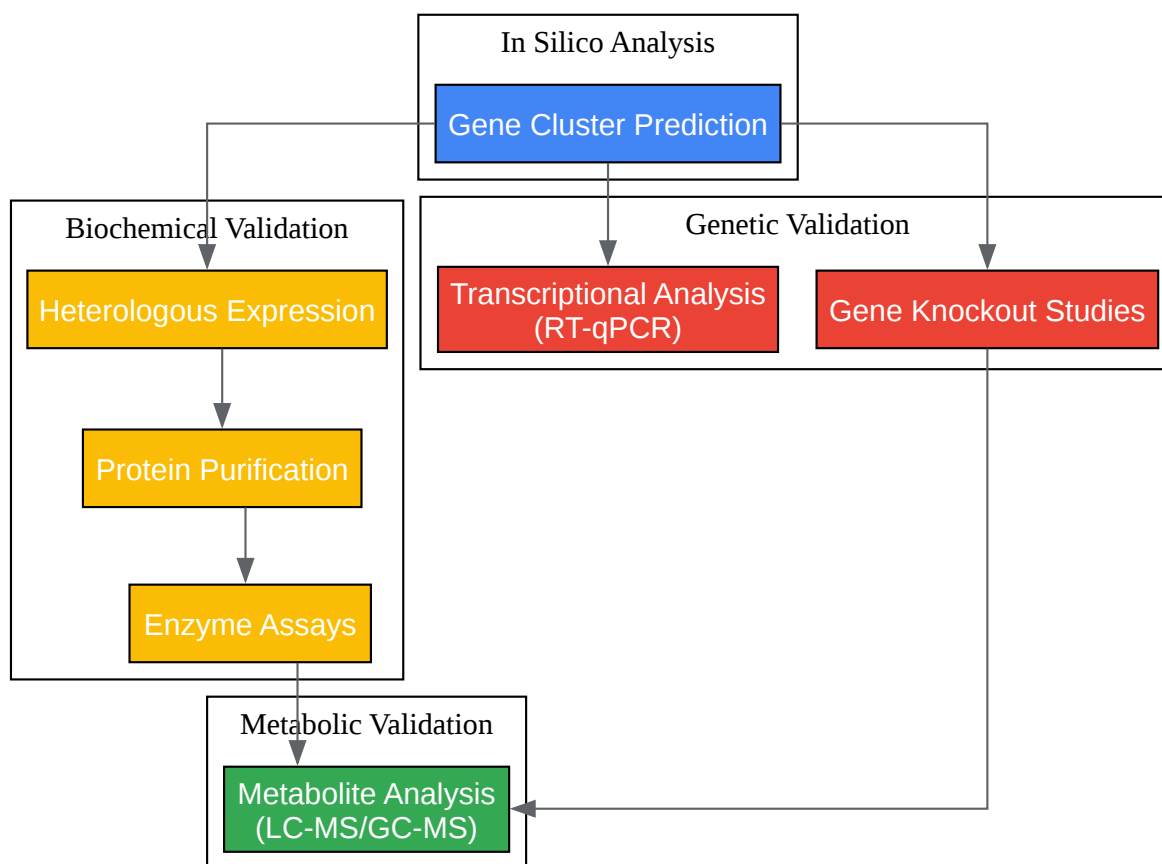 In Silico Analysis
Gene Cluster Prediction
Biochemical Validation
Heterologous Expression
Protein Purification
Enzyme Assays
Genetic Validation
Transcriptional Analysis
(RT-qPCR)
Gene Knockout Studies
Metabolic Validation
Metabolite Analysis
(LC-MS/GC-MS)